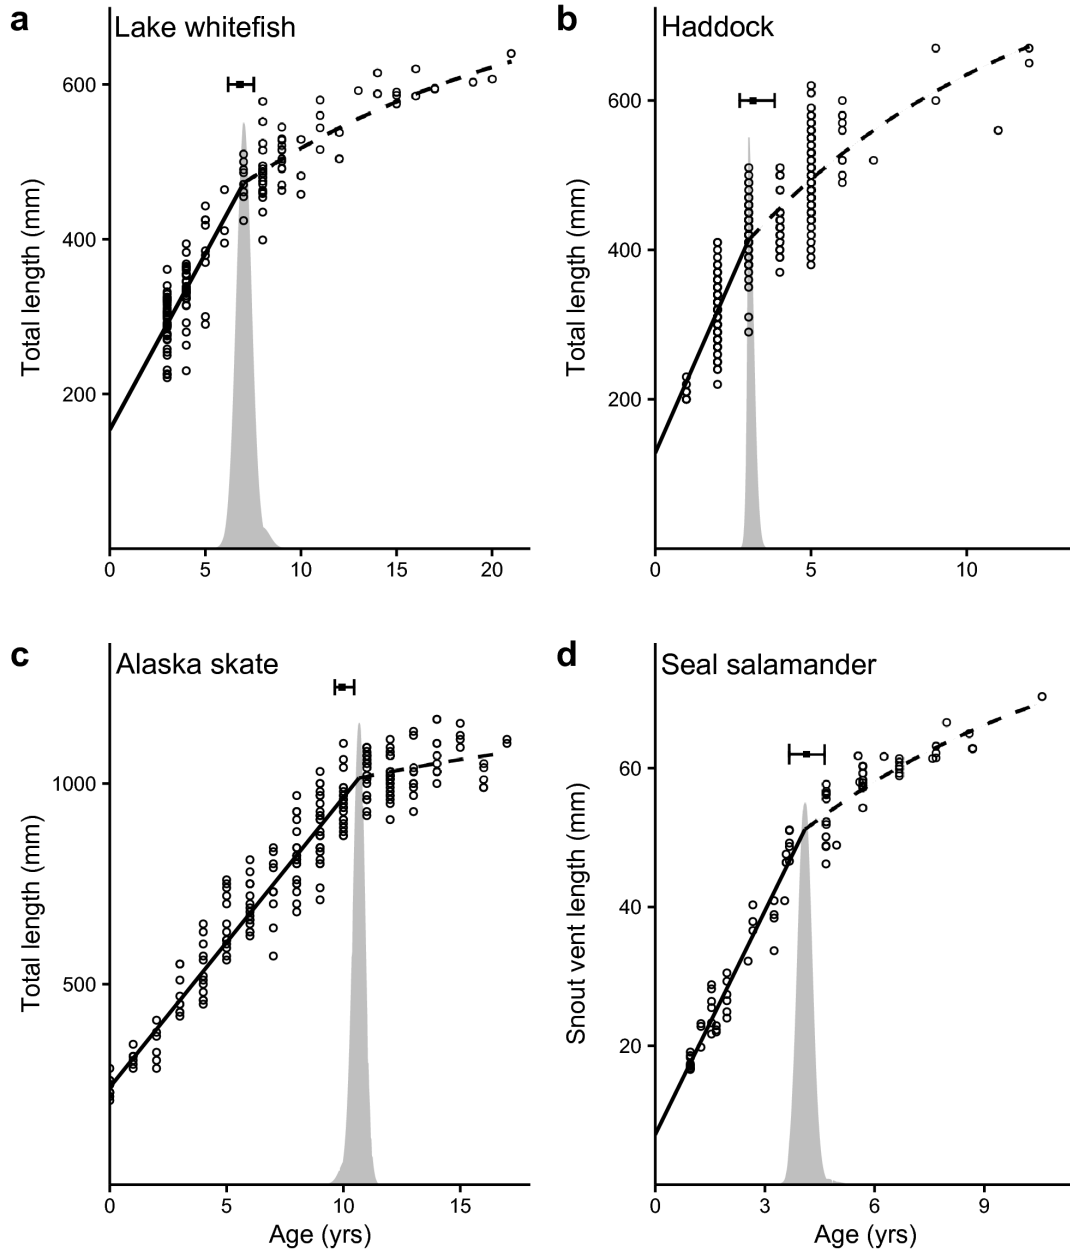 a
Lake whitefish
600
400
200
Total length (mm)
0 5 10 15 20
b
Haddock
600
400
200
Total length (mm)
0 5 10
c
Alaska skate
1000
500
Total length (mm)
0 5 10 15
Age (yrs)
d
Seal salamander
60
40
20
Snout vent length (mm)
0 3 6 9
Age (yrs)